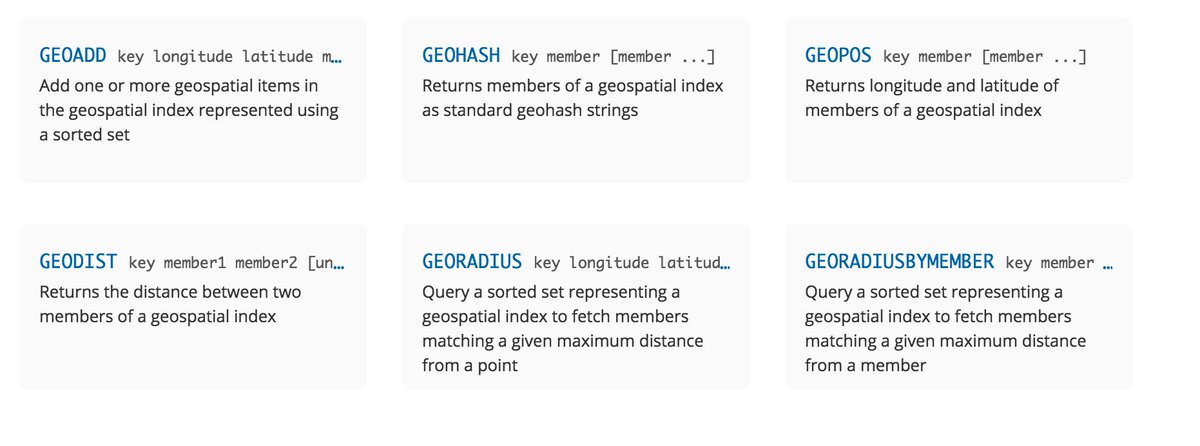 GEOADD key longitude latitude m...
Add one or more geospatial items in
the geospatial index represented using
a sorted set
GEOHASH key member [member ...]
Returns members of a geospatial index
as standard geohash strings
GEOPOS key member [member ...]
Returns longitude and latitude of
members of a geospatial index
GEODIST key member1 member2 [un...
Returns the distance between two
members of a geospatial index
GEORADIUS key longitude latitud...
Query a sorted set representing a
geospatial index to fetch members
matching a given maximum distance
from a point
GEORADIUSBYMEMBER key member ...
Query a sorted set representing a
geospatial index to fetch members
matching a given maximum distance
from a member